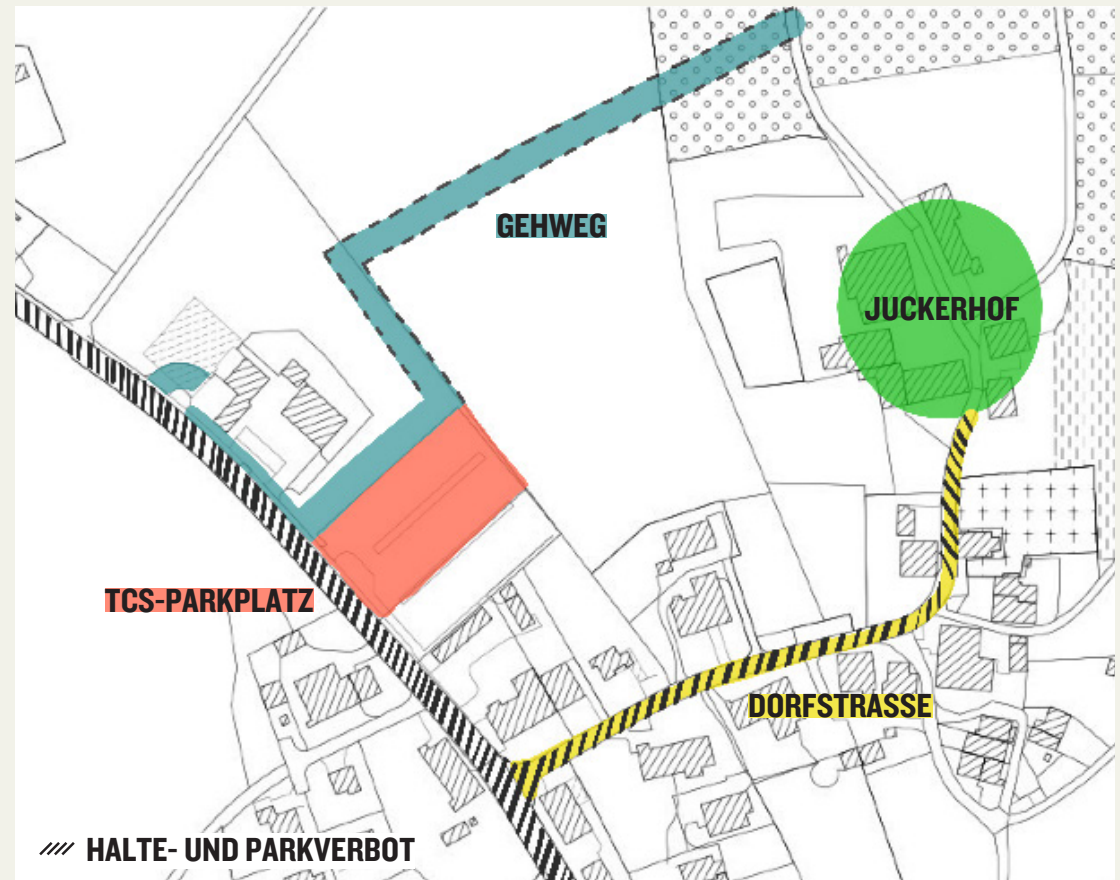 GEHWEG
JUCKERHOF
TCS-PARKPLATZ
DORFSTRASSE
HALTE- UND PARKVERBOT